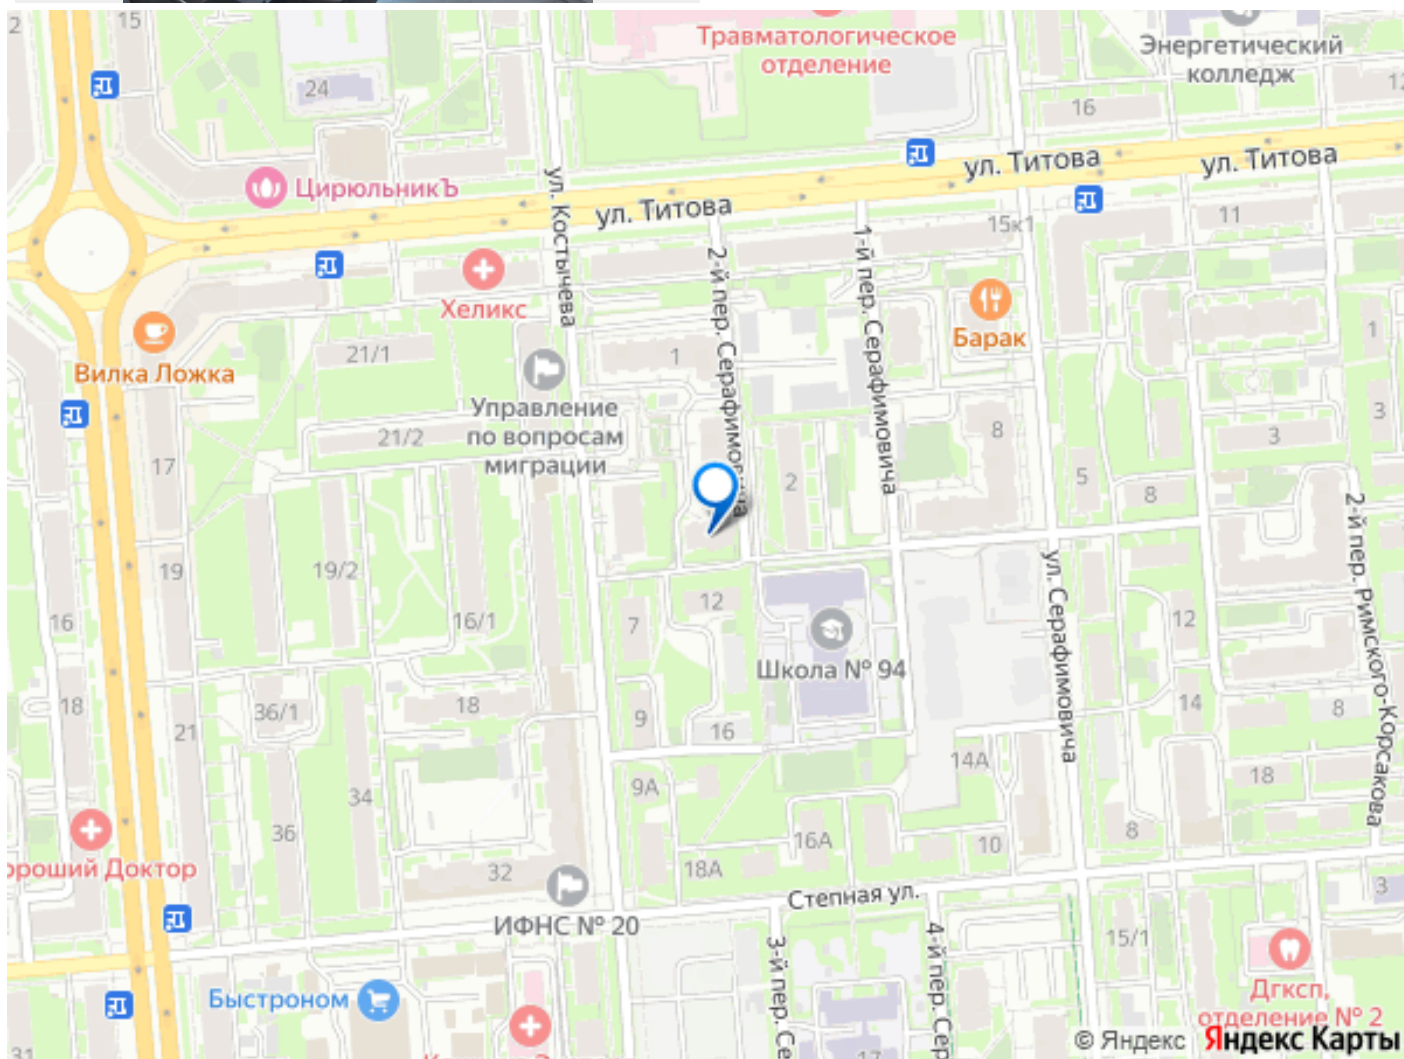 2
15
24
Травматологическое
отделение
Энергетический
колледж
16
12
ул. Титова
ул. Титова
ул. Титова
ЦирюльникЪ
ул. Костычева
2-й пер. Серафимовича
1-й пер. Серафимовича
15к1
11
Хеликс
Барак
Вилка Ложка
21/1
1
1
Управление
по вопросам
миграции
21/2
17
2
8
5
3
3
8
2-й пер. Римского-Корсакова
19
19/2
16/1
16
12
7
Школа № 94
ул. Серафимовича
12
14
18
36/1
18
21
9
16
8
14А
18
9А
34
36
16А
10
8
18А
32
ороший Доктор
ИФНС № 20
Степная ул.
3
3-й пер. Се
4-й пер. Сер
15/1
Быстроном
Дгксп,
отделение № 2
31
17
© Яндекс Яндекс Карты